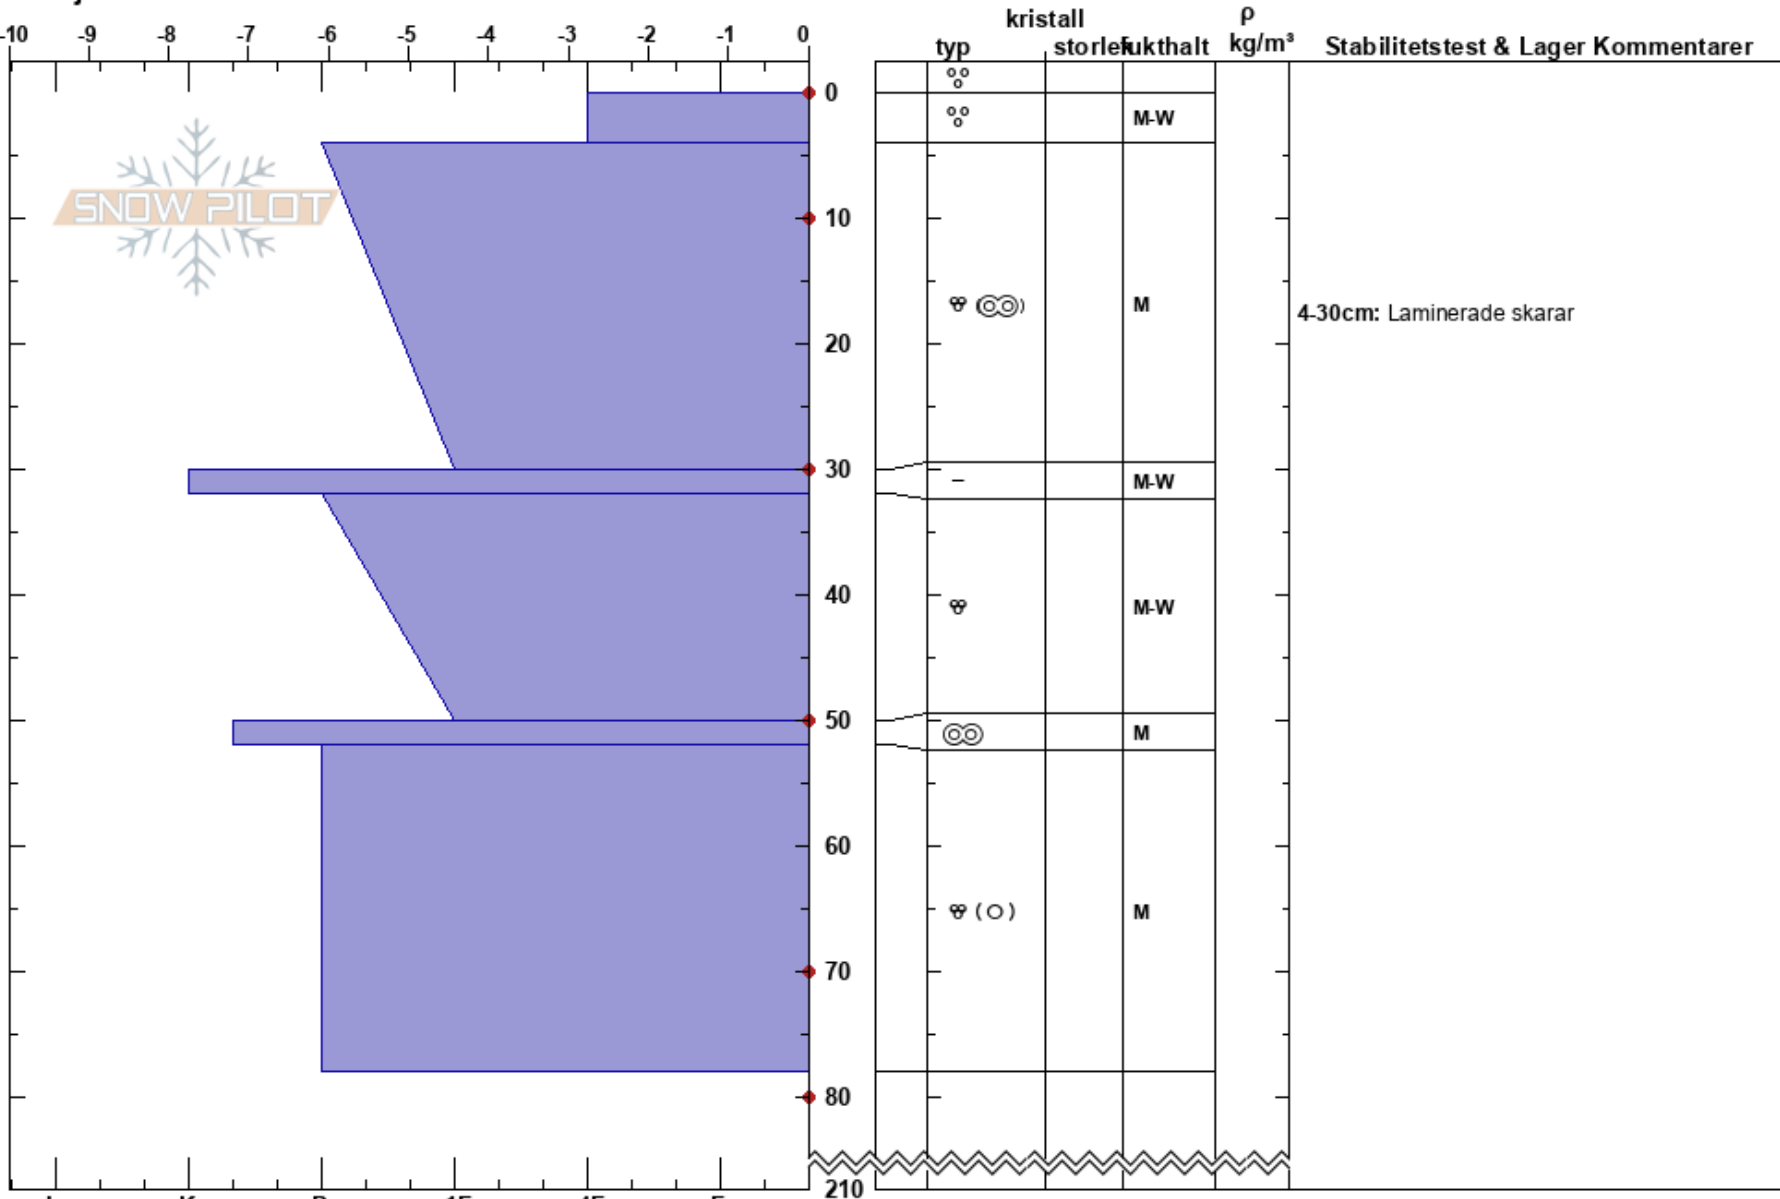 kristall ρ
-10 -9 -8 -7 -6 -5 -4 -3 -2 -1 0 typ storlek fukthalt kg/m³ Stabilitetstest & Lager Kommentarer
0
M-W
SNOW PILOT
10
M
4-30cm: Laminerade skarar
20
30
M-W
40
M-W
50
M
60
M
70
80
210